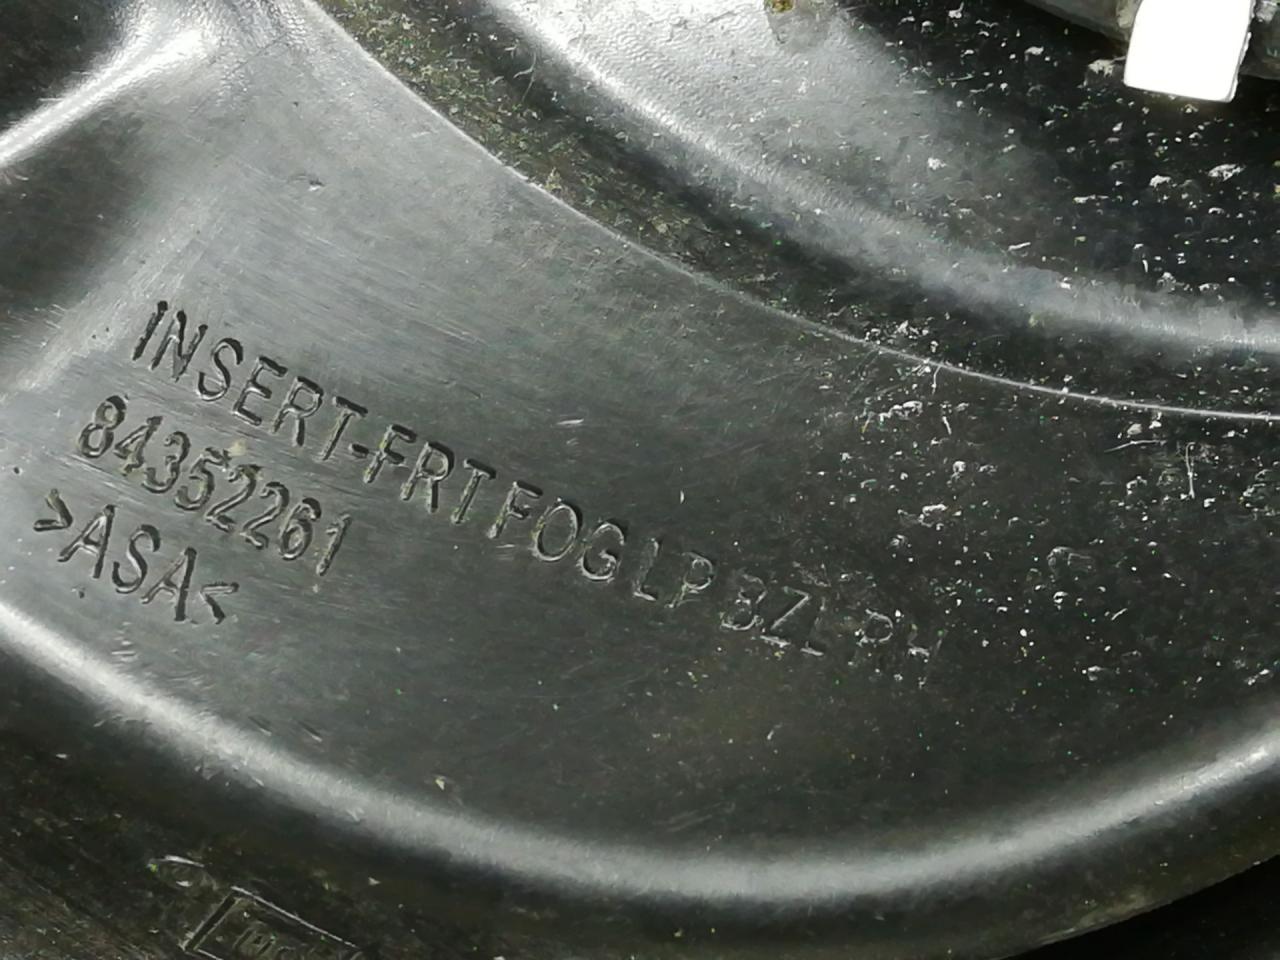 INSERT-FRT FOG LP BZL RH
84352261
>ASA<